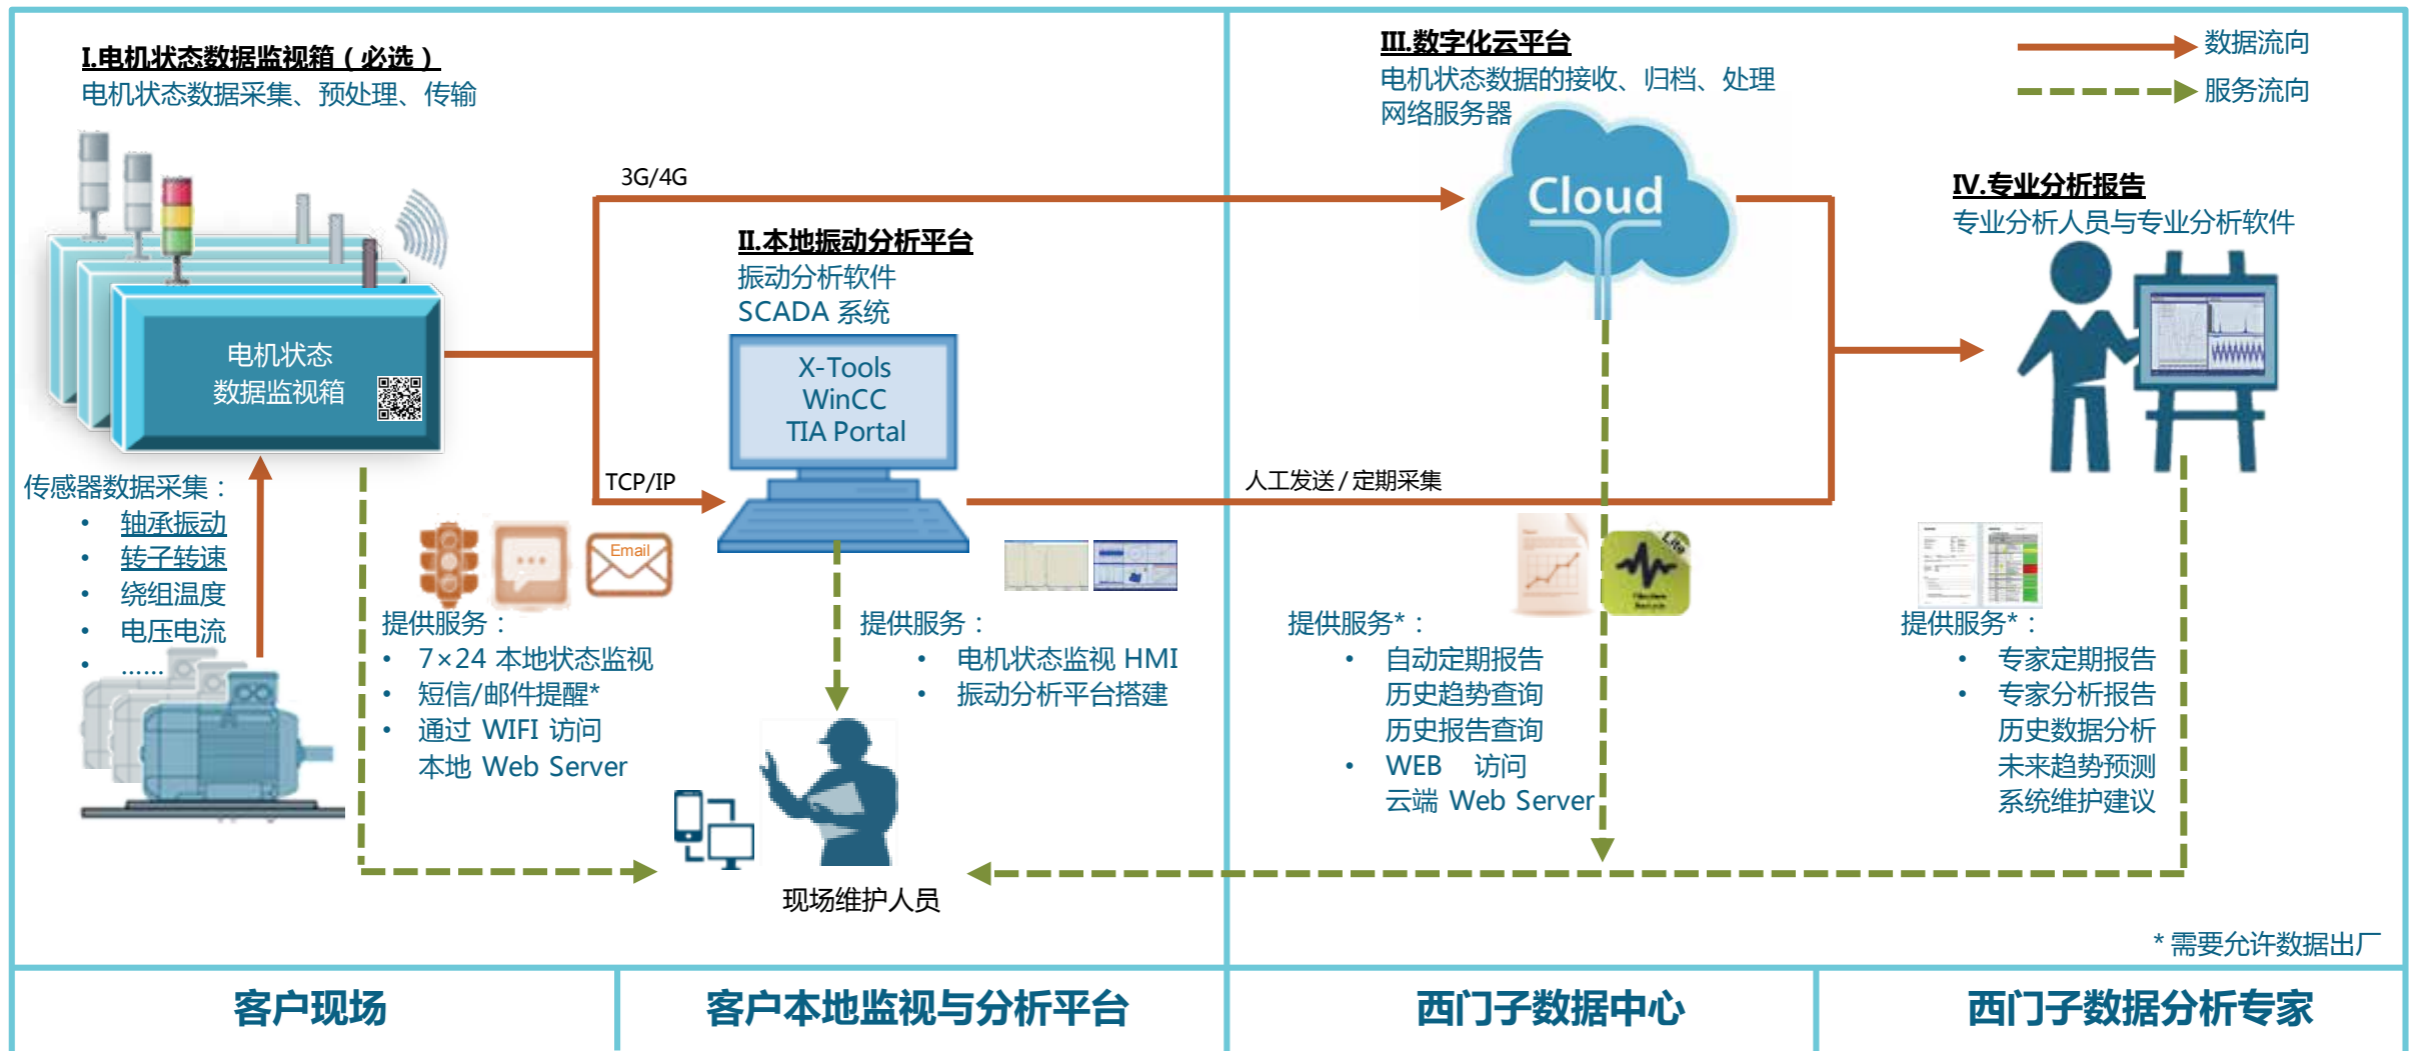 I.电机状态数据监视箱（必选）
电机状态数据采集、预处理、传输
电机状态
数据监视箱
传感器数据采集：
• 轴承振动
• 转子转速
• 绕组温度
• 电压电流
• ......
3G/4G
TCP/IP
II.本地振动分析平台
振动分析软件
SCADA 系统
X-Tools
WinCC
TIA Portal
Email
提供服务：
• 7×24 本地状态监视
• 短信/邮件提醒*
• 通过 WIFI 访问
本地 Web Server
提供服务：
• 电机状态监视 HMI
• 振动分析平台搭建
现场维护人员
III.数字化云平台
电机状态数据的接收、归档、处理
网络服务器
Cloud
人工发送 / 定期采集
Lite
提供服务*：
• 自动定期报告
历史趋势查询
历史报告查询
• WEB 访问
云端 Web Server
数据流向
服务流向
IV.专业分析报告
专业分析人员与专业分析软件
提供服务*：
• 专家定期报告
• 专家分析报告
历史数据分析
未来趋势预测
系统维护建议
* 需要允许数据出厂
客户现场
客户本地监视与分析平台
西门子数据中心
西门子数据分析专家